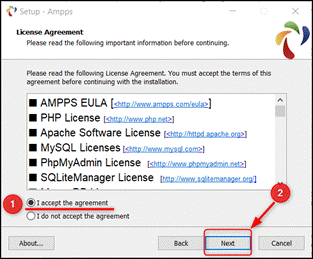 Setup - Ampps
License Agreement
Please read the following important information before continuing.
Please read the following License Agreement. You must accept the terms of this
agreement before continuing with the installation.
AMPPS EULA [<http://www.ampps.com/eula>]
PHP License [<http://www.php.net>]
Apache Software License [<http://httpd.apache.org>]
MySQL Licenses [<http://www.mysql.com>]
PhpMyAdmin License [<http://www.phpmyadmin.net>]
SQLiteManager License [http://www.sqlitemanager.org/]
1
I accept the agreement
I do not accept the agreement
2
About...
Back
Next
Cancel